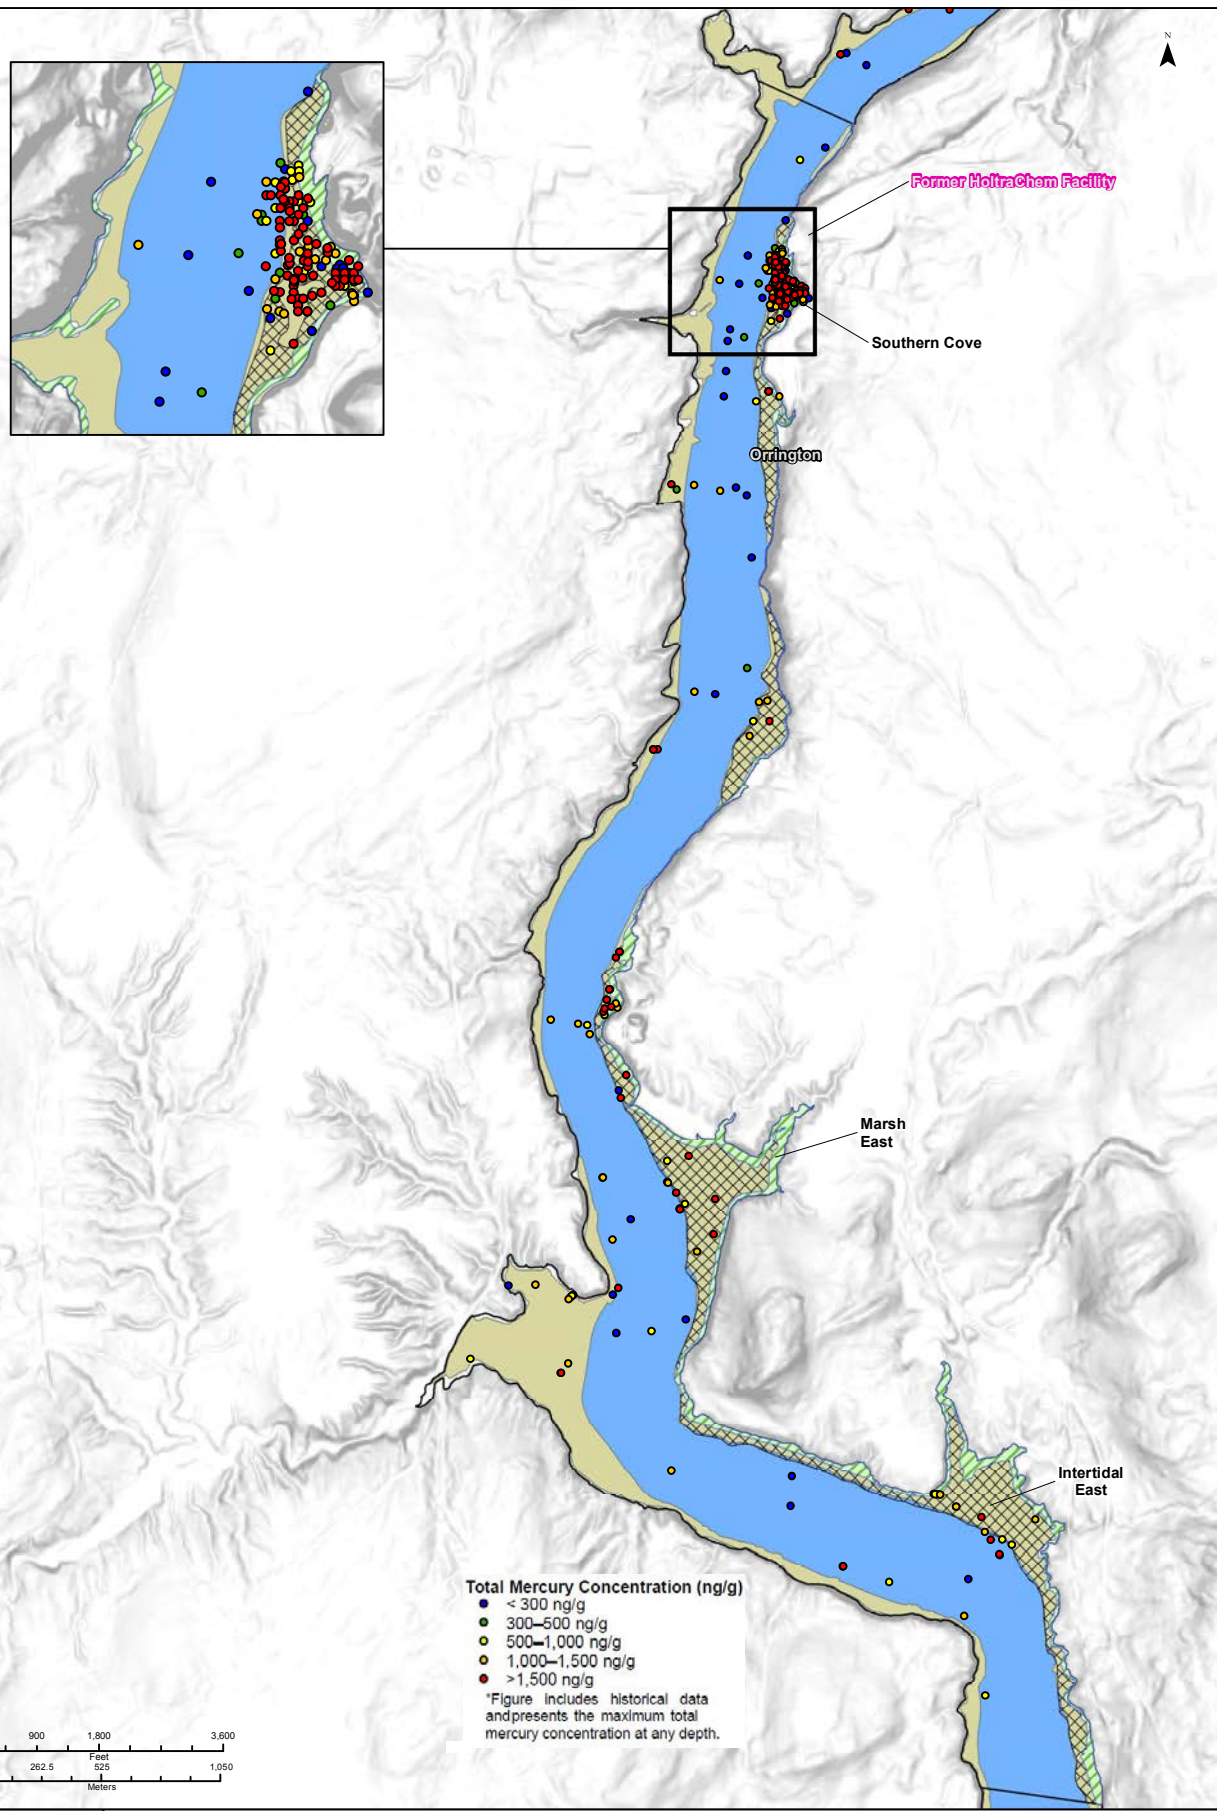 N
Former HoltraChem Facility
Southern Cove
Orrington
Marsh
East
Intertidal
East
Total Mercury Concentration (ng/g)
< 300 ng/g
300–500 ng/g
500–1,000 ng/g
1,000–1,500 ng/g
>1,500 ng/g
*Figure includes historical data
andpresents the maximum total
mercury concentration at any depth.
900 1,800 3,600
Feet
262.5 525 1,050
Meters